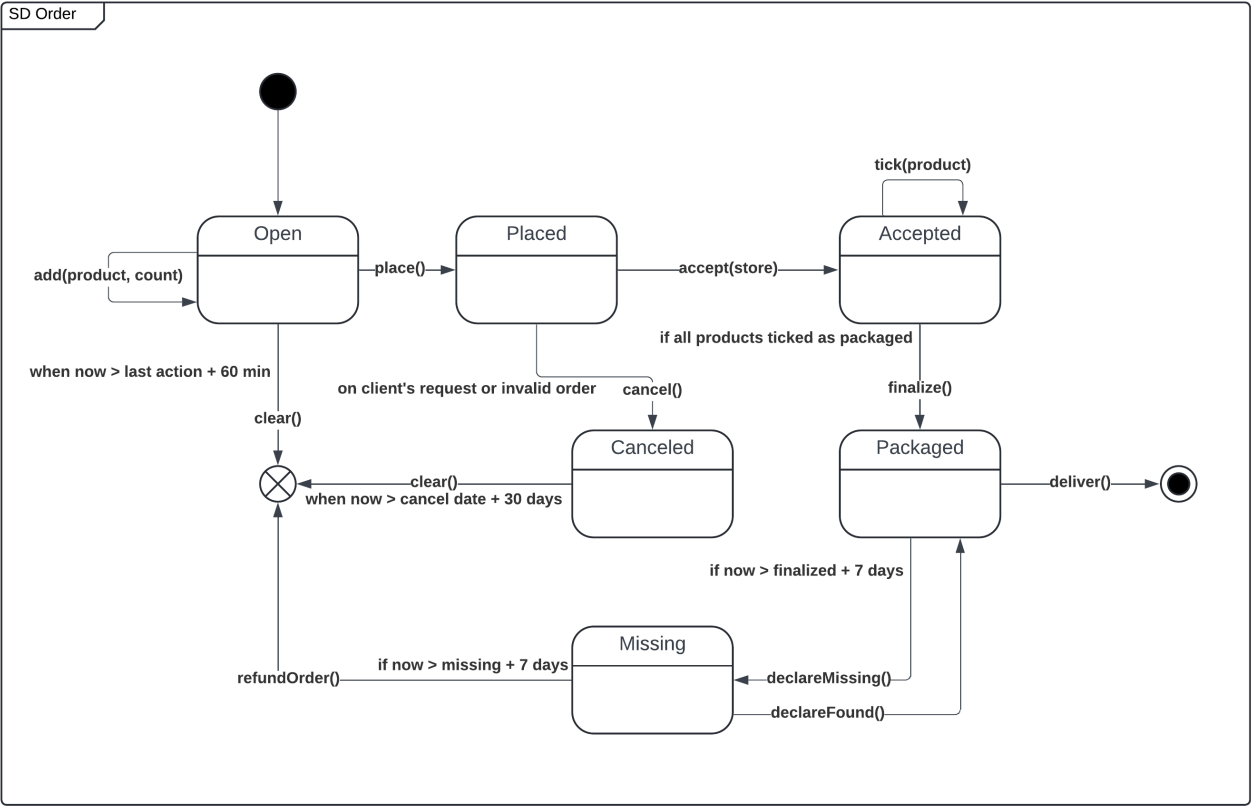 SD Order
tick(product)
Open
Placed
Accepted
add(product, count)
place()
accept(store)
if all products ticked as packaged
when now > last action + 60 min
on client's request or invalid order
cancel()
finalize()
clear()
Canceled
Packaged
clear()
when now > cancel date + 30 days
deliver()
if now > finalized + 7 days
Missing
if now > missing + 7 days
refundOrder()
declareMissing()
declareFound()